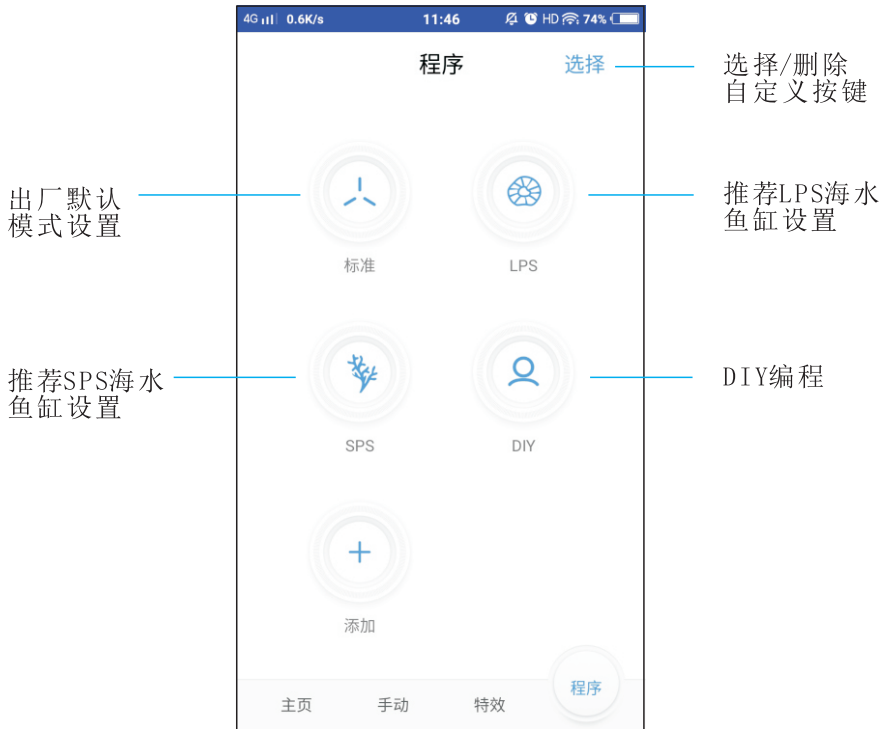 4G 0.6K/s 11:46 HD 74%
程序 选择
选择/删除
自定义按键
出厂默认
模式设置
标准
LPS
推荐LPS海水
鱼缸设置
推荐SPS海水
鱼缸设置
SPS
DIY
DIY编程
添加
主页 手动 特效 程序